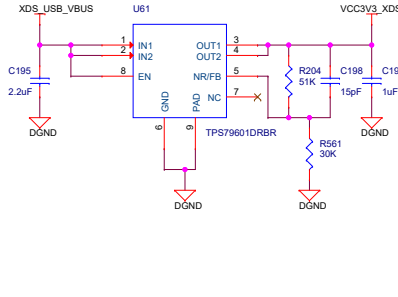 XDS_USB_VBUS
U61
VCC3V3_XDS
1
IN1
OUT1
3
2
IN2
OUT2
4
8
EN
NR/FB
5
NC
7
GND
PAD
6
9
TPS79601DRBR
C195
2.2uF
R204
51K
C198
15pF
C19
1uF
R561
30K
DGND
DGND
DGND
DGND